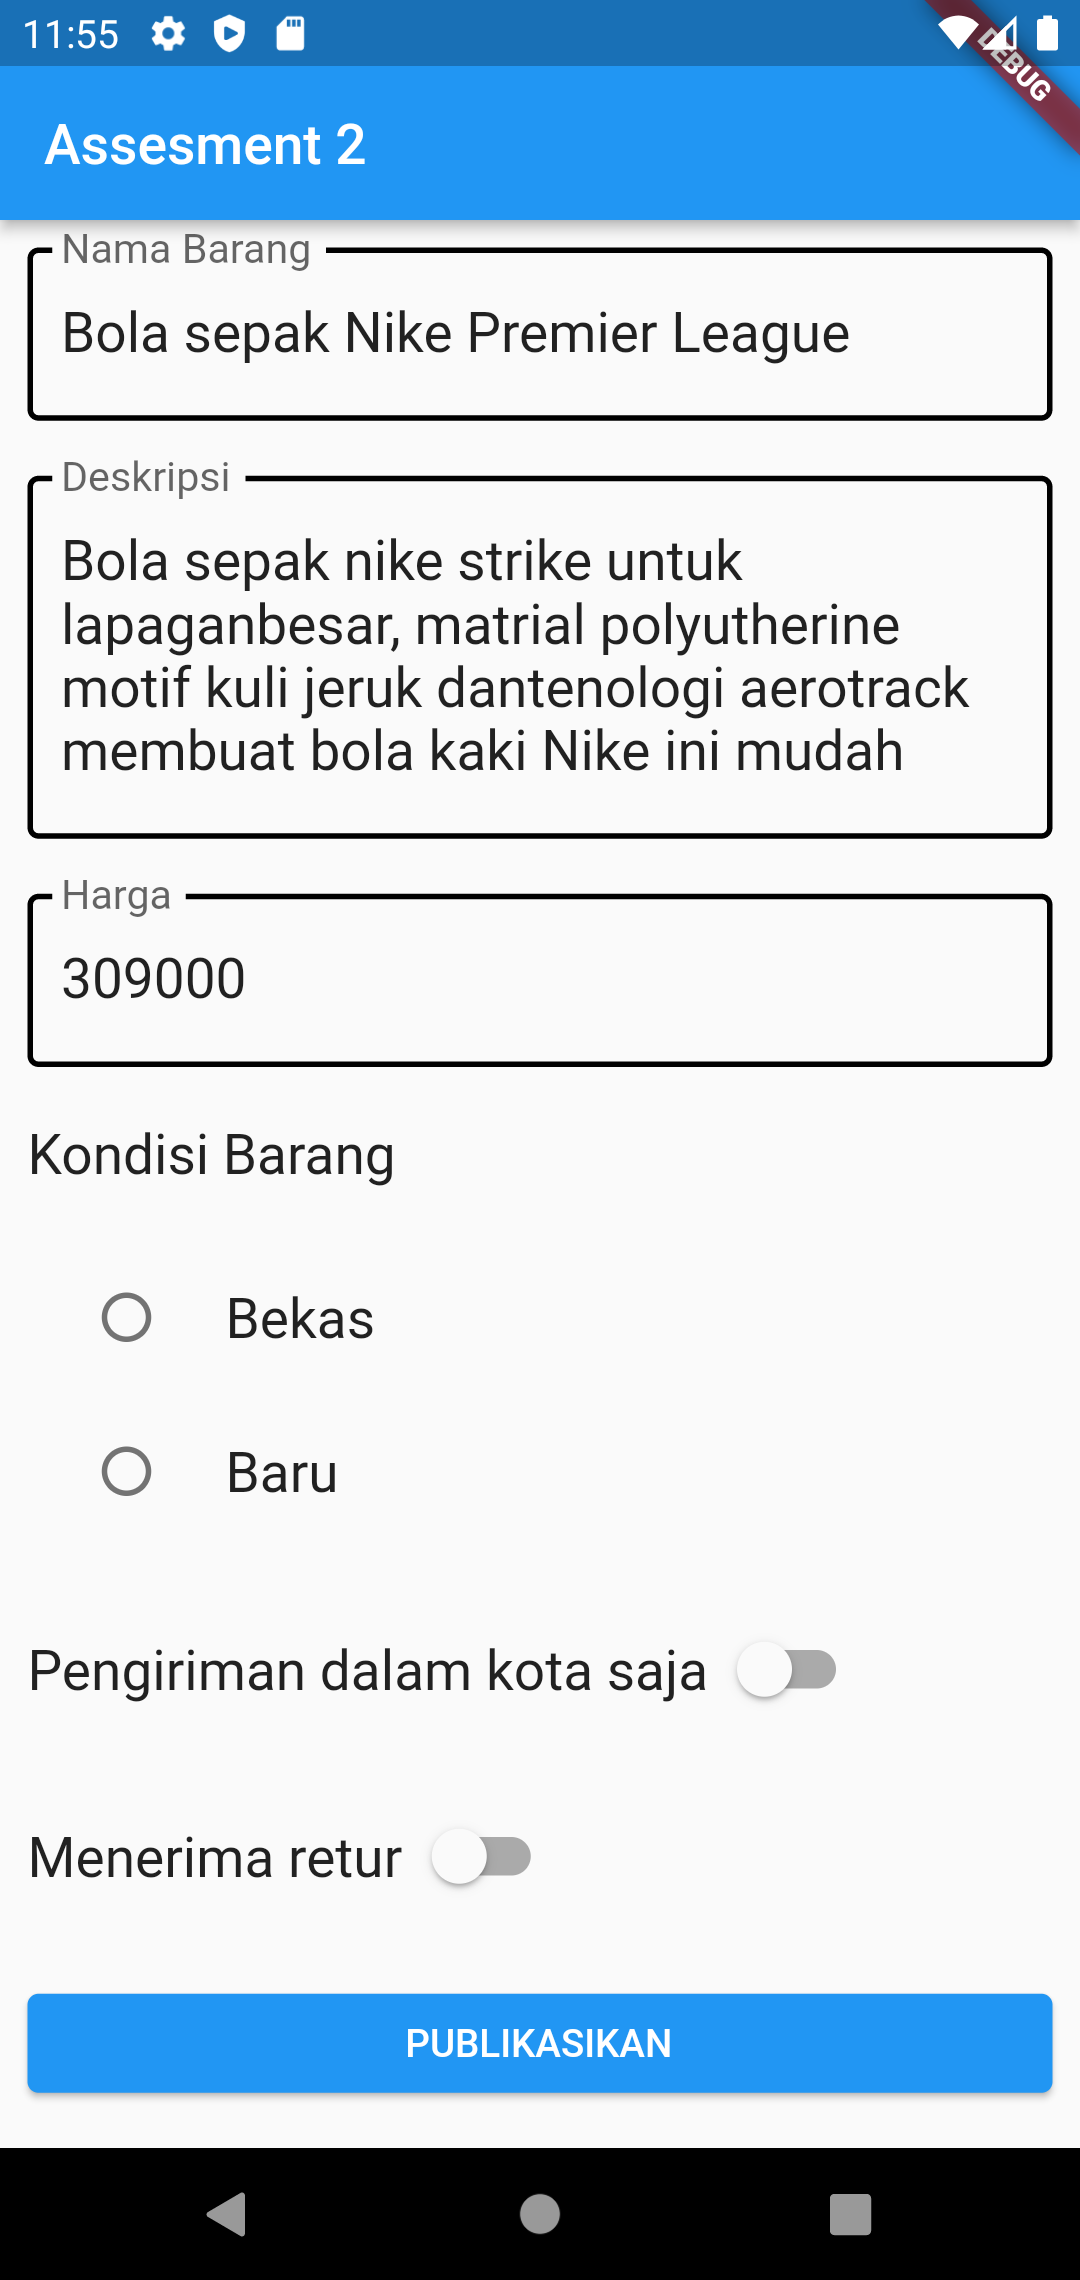 11:55
DEBUG
Assesment 2
Nama Barang
Bola sepak Nike Premier League
Deskripsi
Bola sepak nike strike untuk
lapaganbesar, matrial polyutherine
motif kuli jeruk dantenologi aerotrack
membuat bola kaki Nike ini mudah
Harga
309000
Kondisi Barang
Bekas
Baru
Pengiriman dalam kota saja
Menerima retur
PUBLIKASIKAN